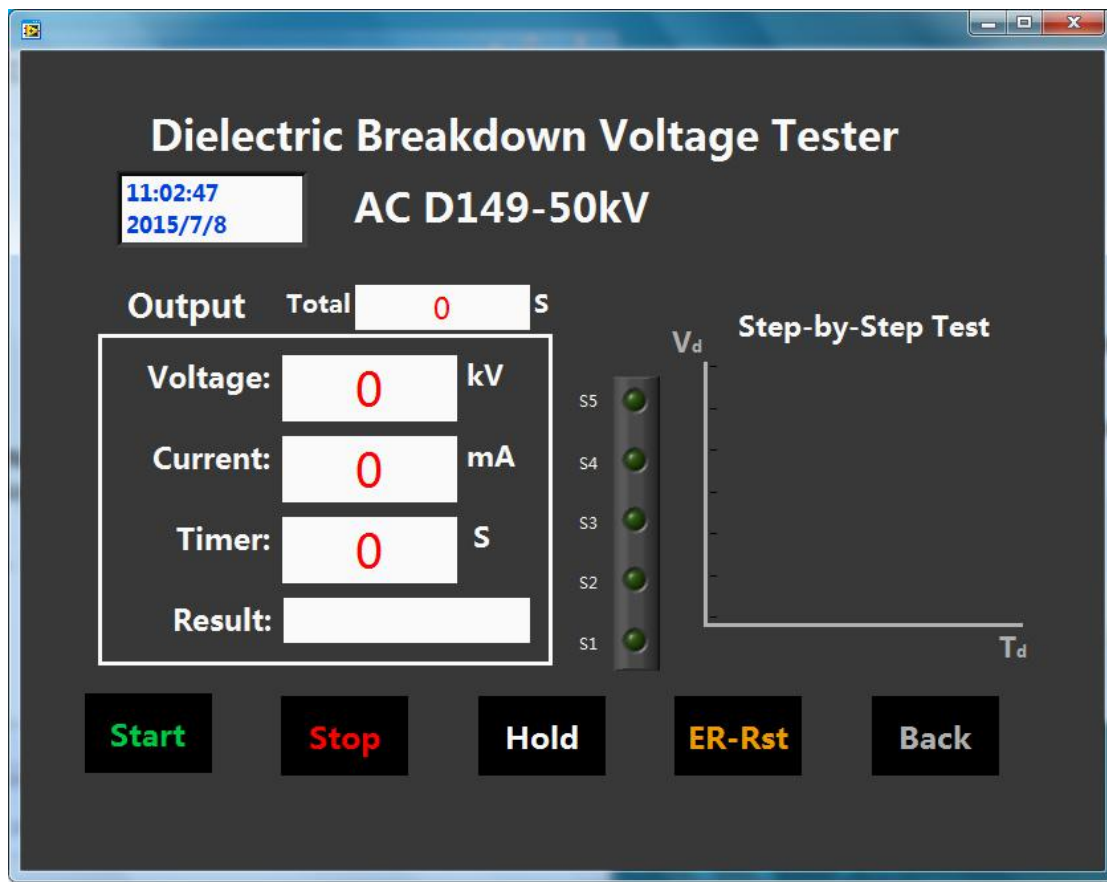 Dielectric Breakdown Voltage Tester
11:02:47
2015/7/8
AC D149-50kV
Output Total 0 S
Voltage: 0 kV
Current: 0 mA
Timer: 0 S
Result:
S5
S4
S3
S2
S1
Step-by-Step Test
Vd
Td
Start Stop Hold ER-Rst Back